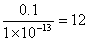 0.1 / 1×10⁻¹³ = 12